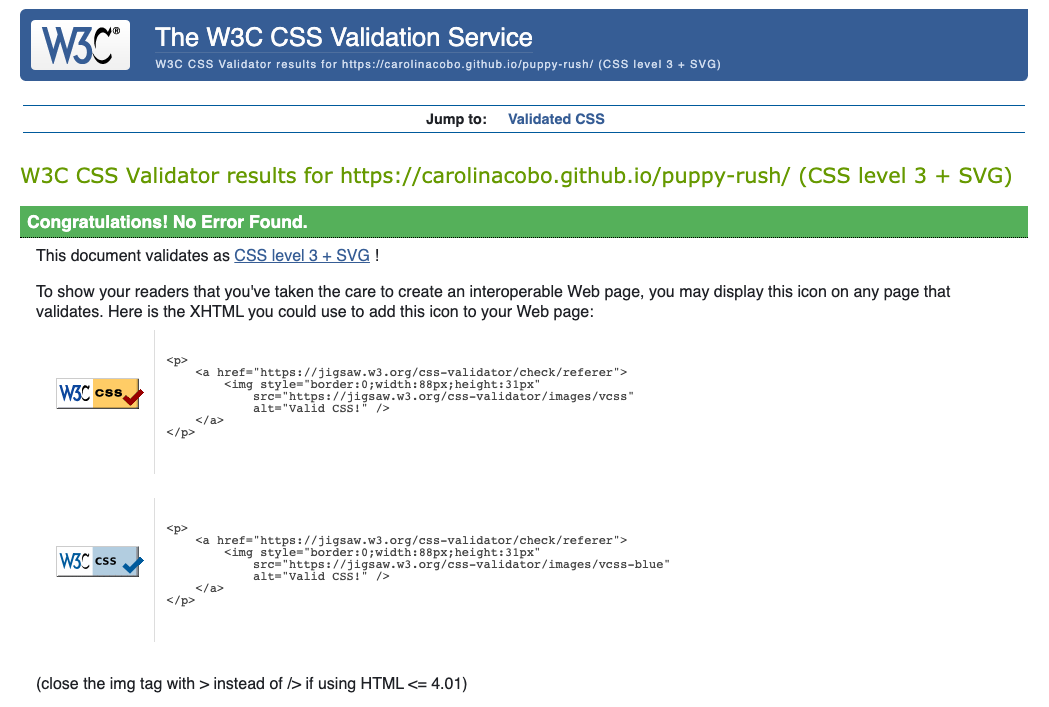 W3C®
The W3C CSS Validation Service
W3C CSS Validator results for https://carolinacobo.github.io/puppy-rush/ (CSS level 3 + SVG)
Jump to: Validated CSS
W3C CSS Validator results for https://carolinacobo.github.io/puppy-rush/ (CSS level 3 + SVG)
Congratulations! No Error Found.
This document validates as CSS level 3 + SVG !
To show your readers that you've taken the care to create an interoperable Web page, you may display this icon on any page that
validates. Here is the XHTML you could use to add this icon to your Web page:
W3C css
<p>
    <a href="https://jigsaw.w3.org/css-validator/check/referer">
        <img style="border:0;width:88px;height:31px"
            src="https://jigsaw.w3.org/css-validator/images/vcss"
            alt="Valid CSS!" />
    </a>
</p>
W3C css
<p>
    <a href="https://jigsaw.w3.org/css-validator/check/referer">
        <img style="border:0;width:88px;height:31px"
            src="https://jigsaw.w3.org/css-validator/images/vcss-blue"
            alt="Valid CSS!" />
    </a>
</p>
(close the img tag with > instead of /> if using HTML <= 4.01)